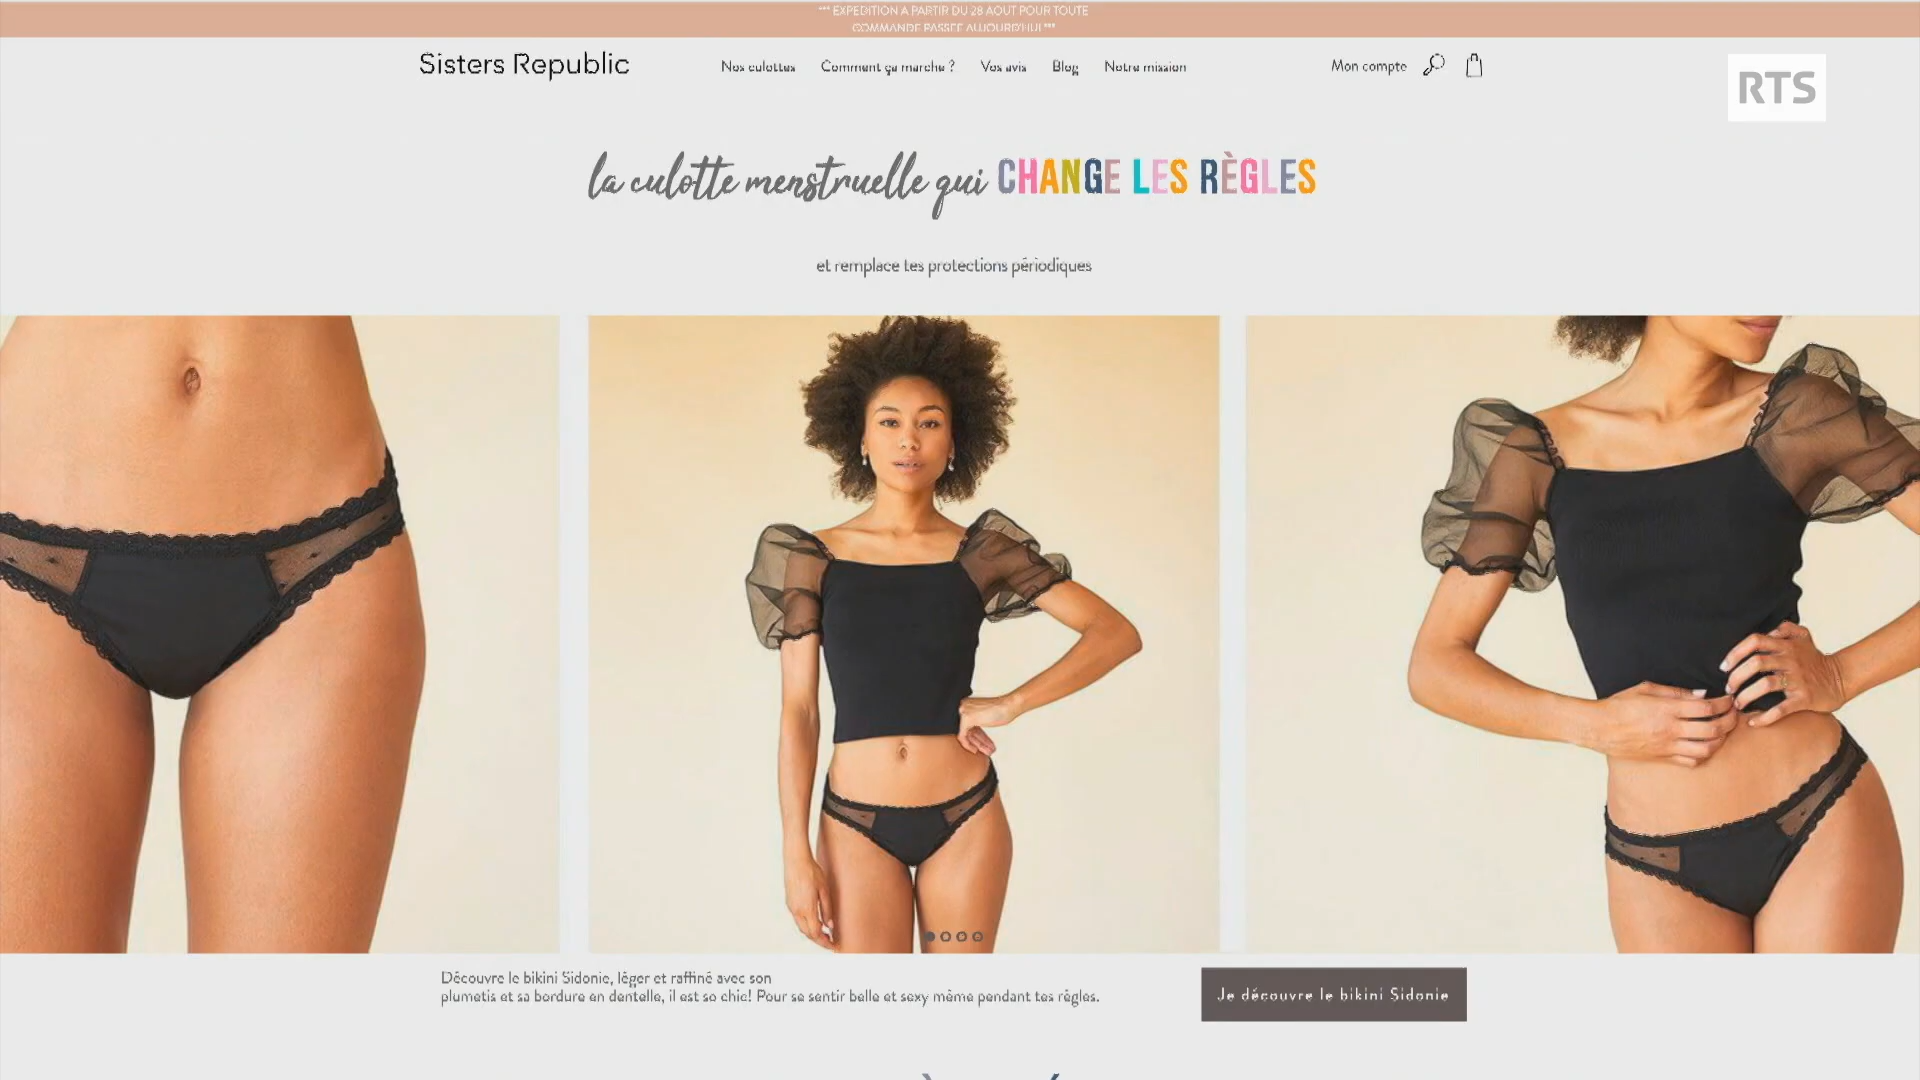 *** EXPEDITION A PARTIR DU 28 AOUT POUR TOUTE
COMMANDE PASSEE AUJOURD'HUI ***
Sisters Republic
Nos culottes
Comment ça marche ?
Vos avis
Blog
Notre mission
Mon compte
RTS
la culotte menstruelle qui CHANGE LES RÈGLES
et remplace tes protections périodiques
Découvre le bikini Sidonie, léger et raffiné avec son
plumetis et sa bordure en dentelle, il est so chic! Pour se sentir belle et sexy même pendant tes règles.
Je découvre le bikini Sidonie